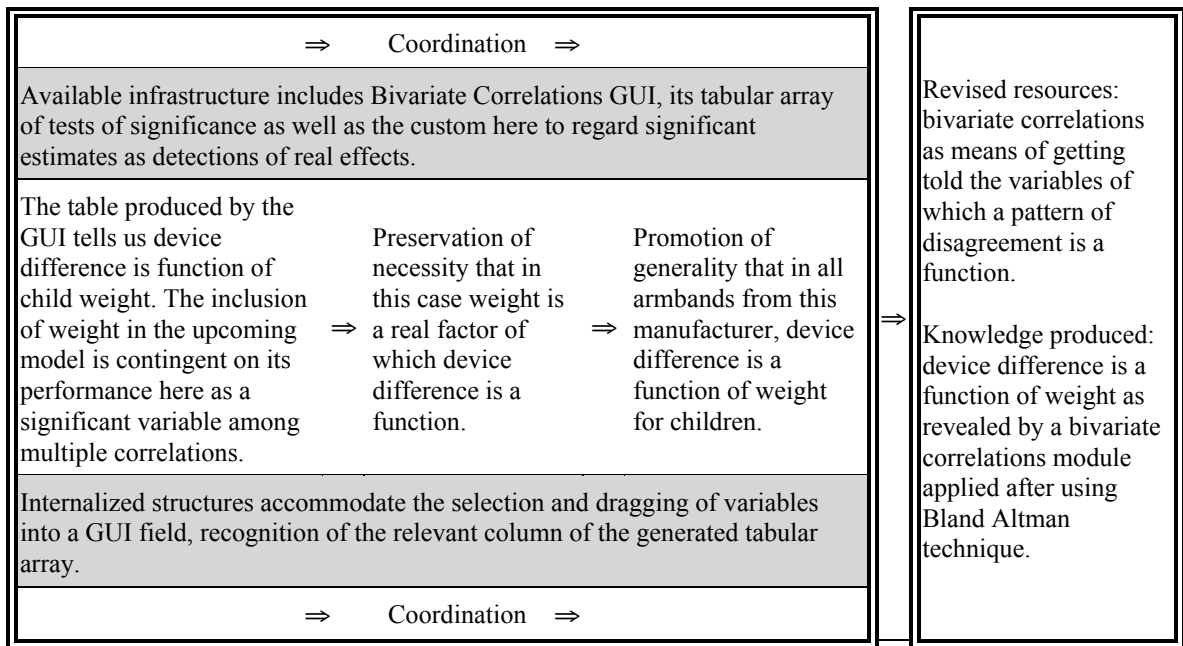 ⇒ Coordination ⇒
Available infrastructure includes Bivariate Correlations GUI, its tabular array
of tests of significance as well as the custom here to regard significant
estimates as detections of real effects.
The table produced by the
GUI tells us device
difference is function of
child weight. The inclusion
of weight in the upcoming
model is contingent on its
performance here as a
significant variable among
multiple correlations.
⇒
Preservation of
necessity that in
this case weight is
a real factor of
which device
difference is a
function.
⇒
Promotion of
generality that in all
armbands from this
manufacturer, device
difference is a
function of weight
for children.
Internalized structures accommodate the selection and dragging of variables
into a GUI field, recognition of the relevant column of the generated tabular
array.
⇒ Coordination ⇒
⇒
Revised resources:
bivariate correlations
as means of getting
told the variables of
which a pattern of
disagreement is a
function.
Knowledge produced:
device difference is a
function of weight as
revealed by a bivariate
correlations module
applied after using
Bland Altman
technique.